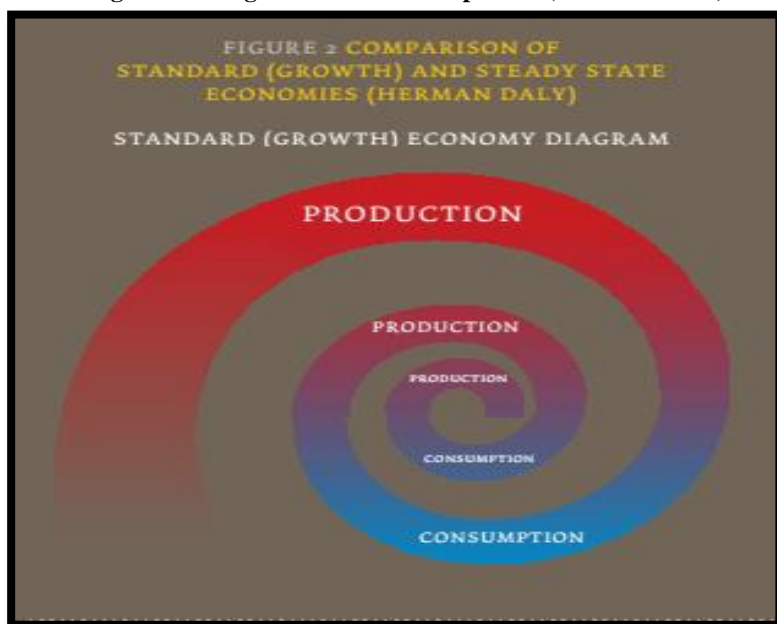 FIGURE 2 COMPARISON OF
STANDARD (GROWTH) AND STEADY STATE
ECONOMIES (HERMAN DALY)
STANDARD (GROWTH) ECONOMY DIAGRAM
PRODUCTION
PRODUCTION
PRODUCTION
CONSUMPTION
CONSUMPTION